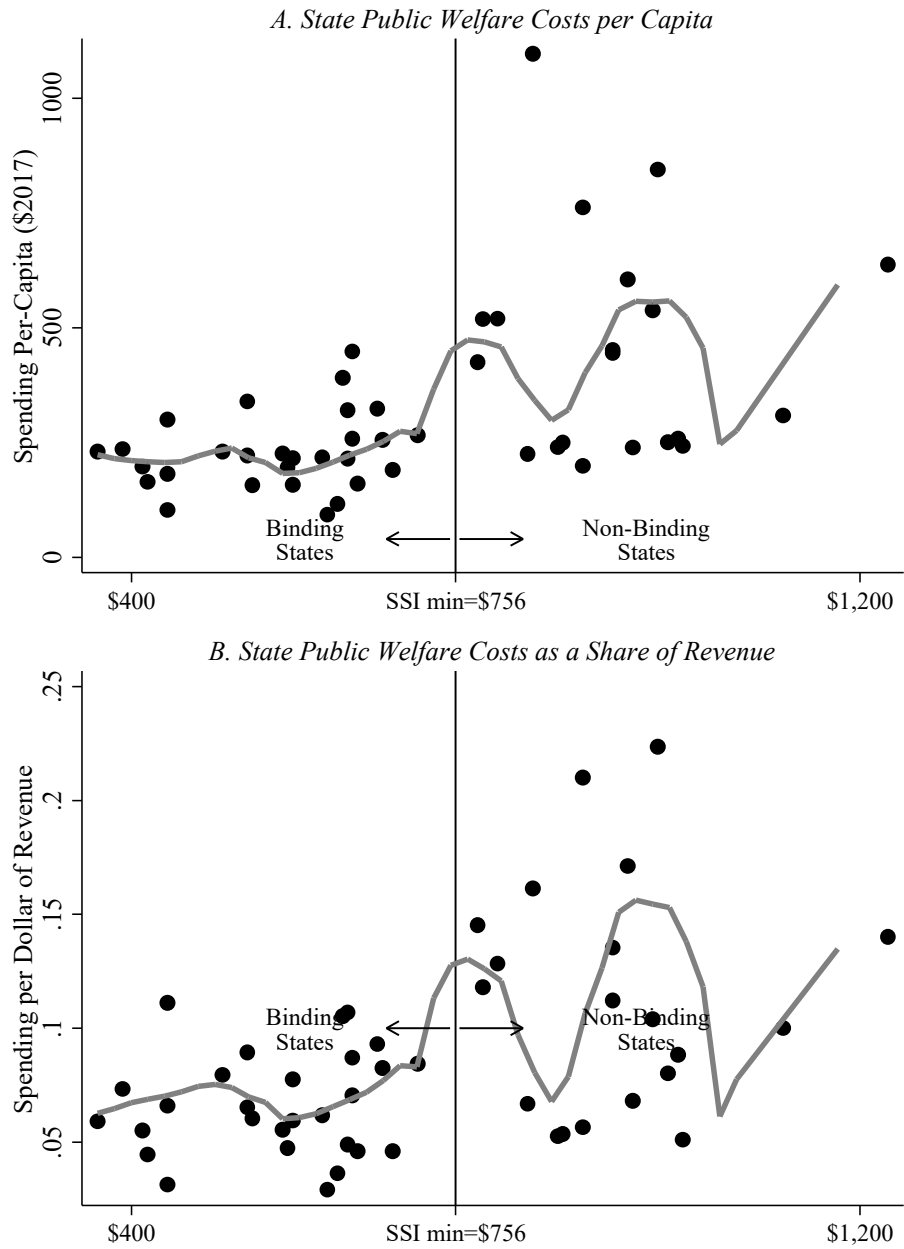 A. State Public Welfare Costs per Capita
Spending Per-Capita ($2017)
1000
500
0
Binding
States
Non-Binding
States
$400
SSI min=$756
$1,200
B. State Public Welfare Costs as a Share of Revenue
Spending per Dollar of Revenue
.25
.2
.15
.1
.05
Binding
States
Non-Binding
States
$400
SSI min=$756
$1,200